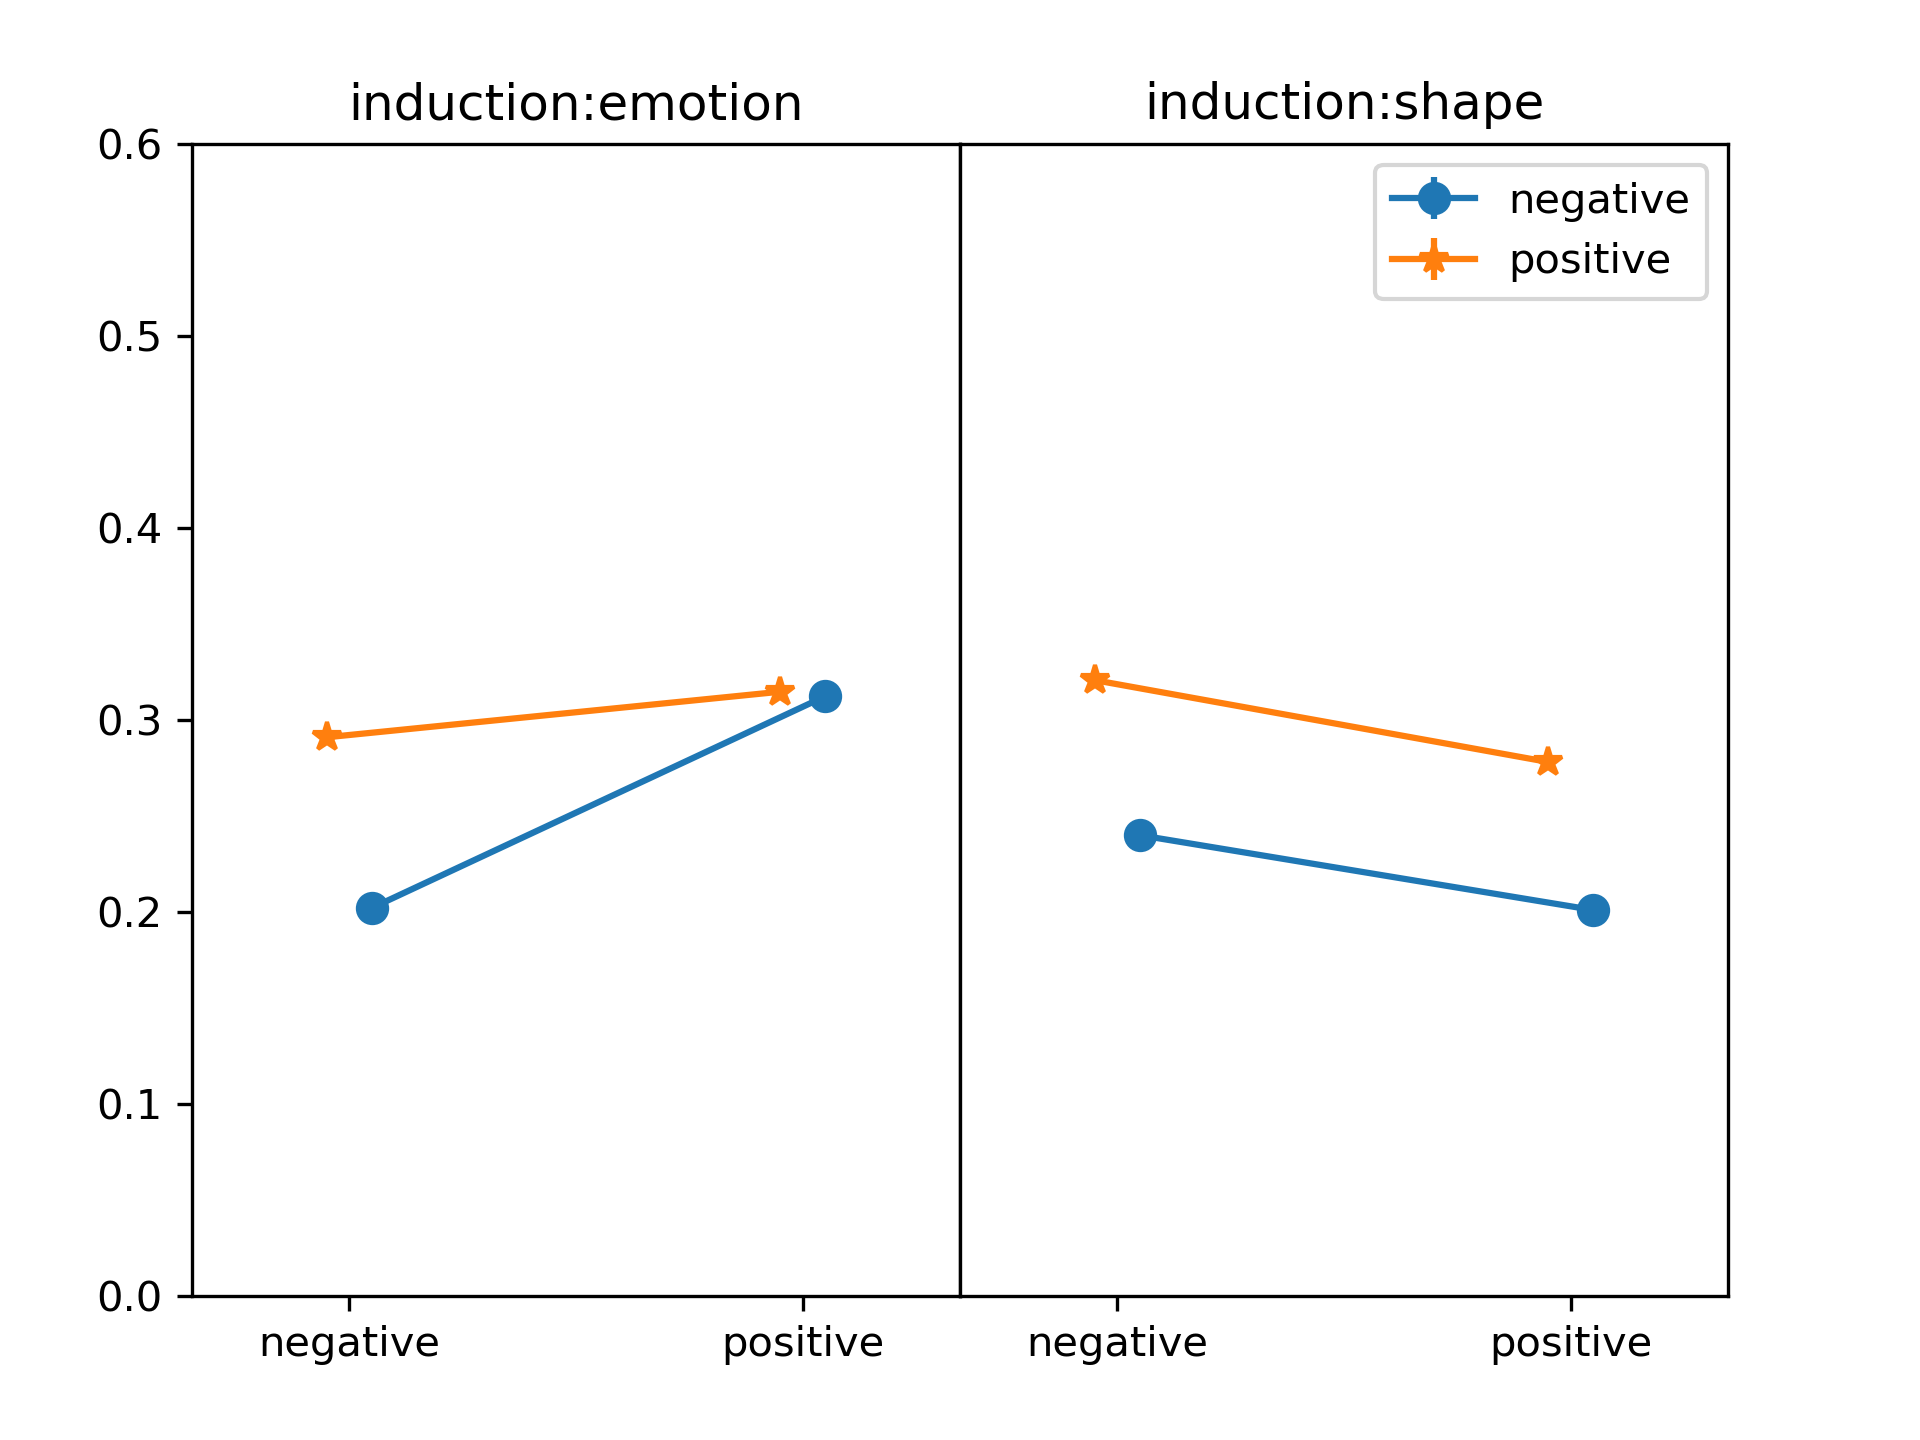 induction:emotion
induction:shape
0.6
0.5
0.4
0.3
0.2
0.1
0.0
negative
positive
negative
positive
negative
positive